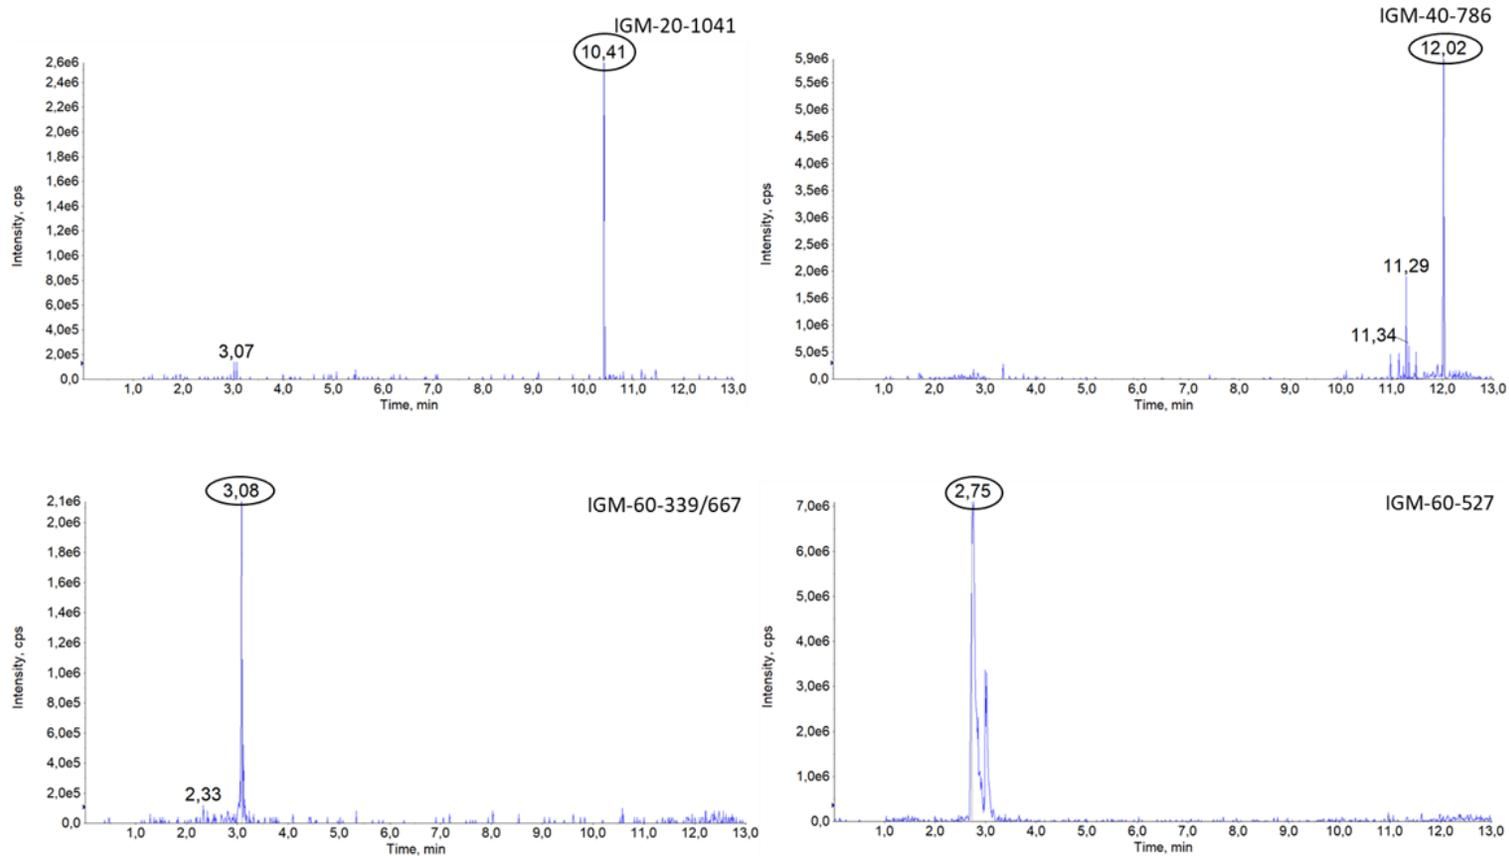 IGM-20-1041
10,41
2,6e6
2,4e6
2,2e6
2,0e6
1,8e6
1,6e6
1,4e6
1,2e6
1,0e6
8,0e5
6,0e5
4,0e5
2,0e5
0,0
Intensity, cps
3,07
1,0 2,0 3,0 4,0 5,0 6,0 7,0 8,0 9,0 10,0 11,0 12,0 13,0
Time, min
IGM-40-786
12,02
5,9e6
5,5e6
5,0e6
4,5e6
4,0e6
3,5e6
3,0e6
2,5e6
2,0e6
1,5e6
1,0e6
5,0e5
0,0
Intensity, cps
11,29
11,34
1,0 2,0 3,0 4,0 5,0 6,0 7,0 8,0 9,0 10,0 11,0 12,0 13,0
Time, min
IGM-60-339/667
3,08
2,1e6
2,0e6
1,8e6
1,6e6
1,4e6
1,2e6
1,0e6
8,0e5
6,0e5
4,0e5
2,0e5
0,0
Intensity, cps
2,33
1,0 2,0 3,0 4,0 5,0 6,0 7,0 8,0 9,0 10,0 11,0 12,0 13,0
Time, min
IGM-60-527
2,75
7,0e6
6,0e6
5,0e6
4,0e6
3,0e6
2,0e6
1,0e6
0,0
Intensity, cps
1,0 2,0 3,0 4,0 5,0 6,0 7,0 8,0 9,0 10,0 11,0 12,0 13,0
Time, min